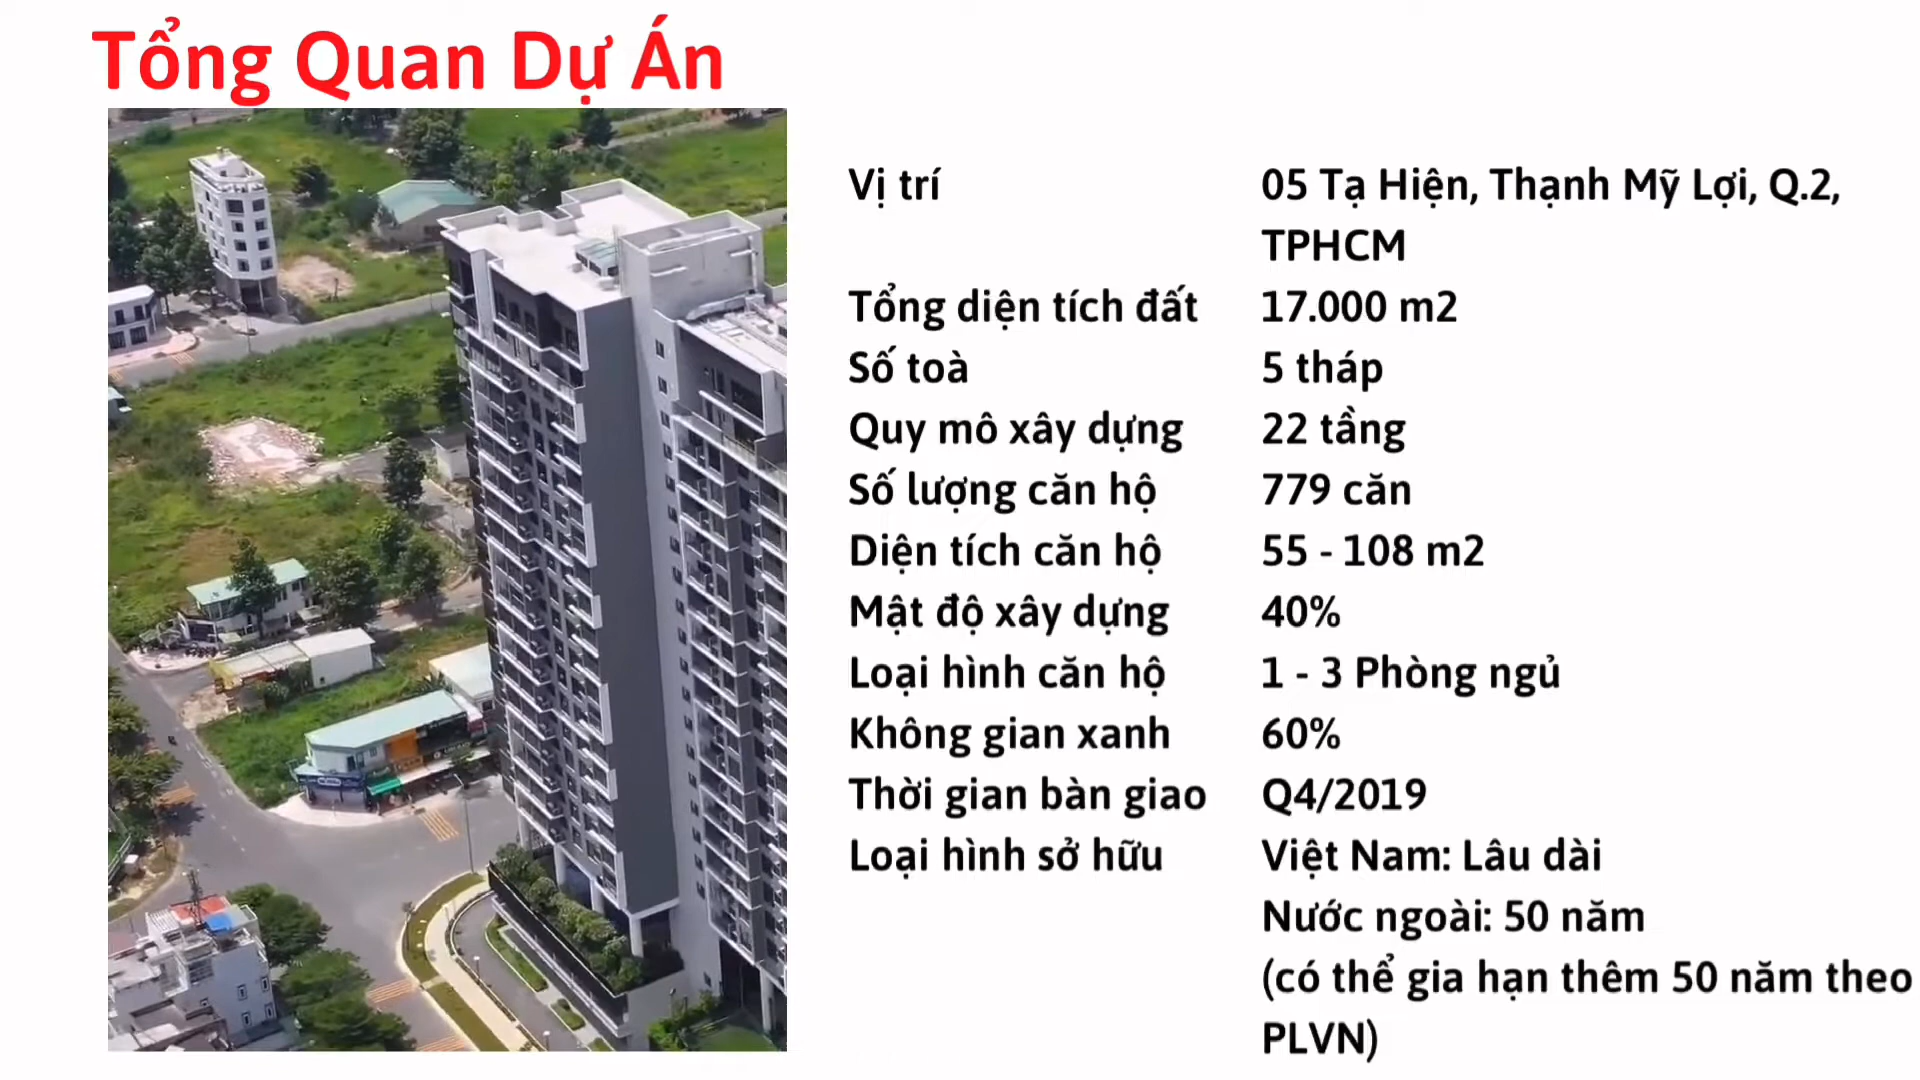 Tổng Quan Dự Án
Vị trí 05 Tạ Hiện, Thạnh Mỹ Lợi, Q.2,
TPHCM
Tổng diện tích đất 17.000 m2
Số toà 5 tháp
Quy mô xây dựng 22 tầng
Số lượng căn hộ 779 căn
Diện tích căn hộ 55 - 108 m2
Mật độ xây dựng 40%
Loại hình căn hộ 1 - 3 Phòng ngủ
Không gian xanh 60%
Thời gian bàn giao Q4/2019
Loại hình sở hữu Việt Nam: Lâu dài
Nước ngoài: 50 năm
(có thể gia hạn thêm 50 năm theo
PLVN)